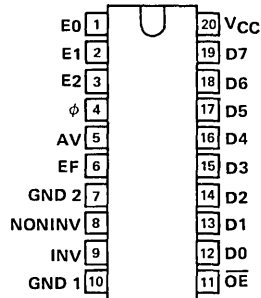 E0 1 20 VCC
E1 2 19 D7
E2 3 18 D6
ϕ 4 17 D5
AV 5 16 D4
EF 6 15 D3
GND 2 7 14 D2
NONINV 8 13 D1
INV 9 12 D0
GND 1 10 11 O̅E̅